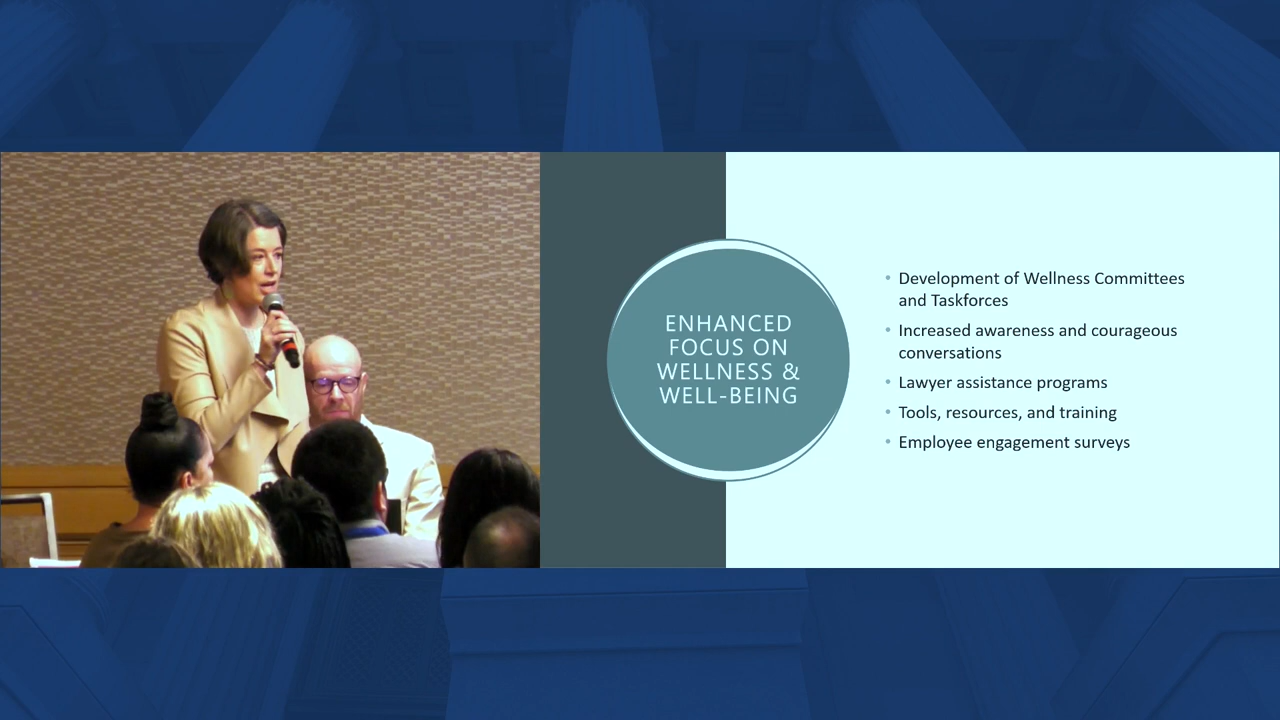 ENHANCED
FOCUS ON
WELLNESS &
WELL-BEING
• Development of Wellness Committees
and Taskforces
• Increased awareness and courageous
conversations
• Lawyer assistance programs
• Tools, resources, and training
• Employee engagement surveys